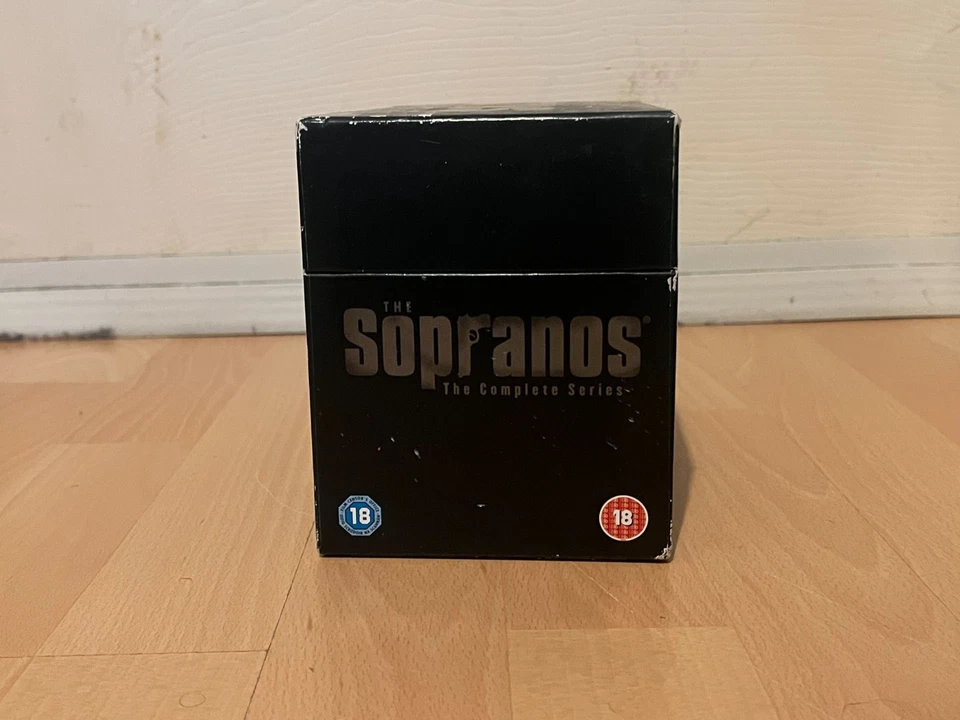 THE
Sopranos®
The Complete Series
18
18